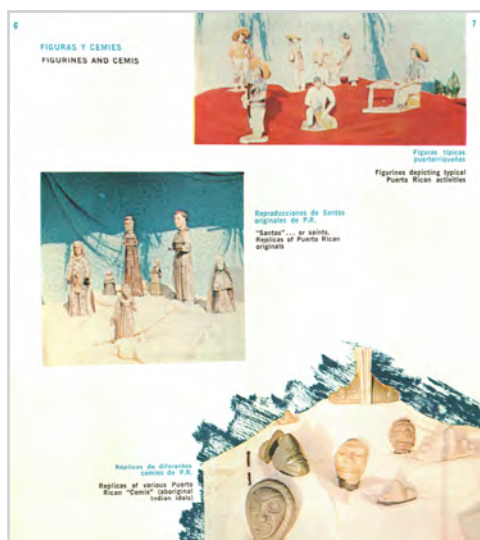 6
7
FIGURAS Y CEMIES
FIGURINES AND CEMIS
Figuras típicas
puertorriqueñas
Figurines depicting typical
Puerto Rican activities
Reproducciones de Santos
originales de P.R.
"Santos"... or saints.
Replicas of Puerto Rican
originals
Réplicas de diferentes
cemíes de P.R.
Replicas of various Puerto
Rican "Cemis" (aboriginal
Indian idols)